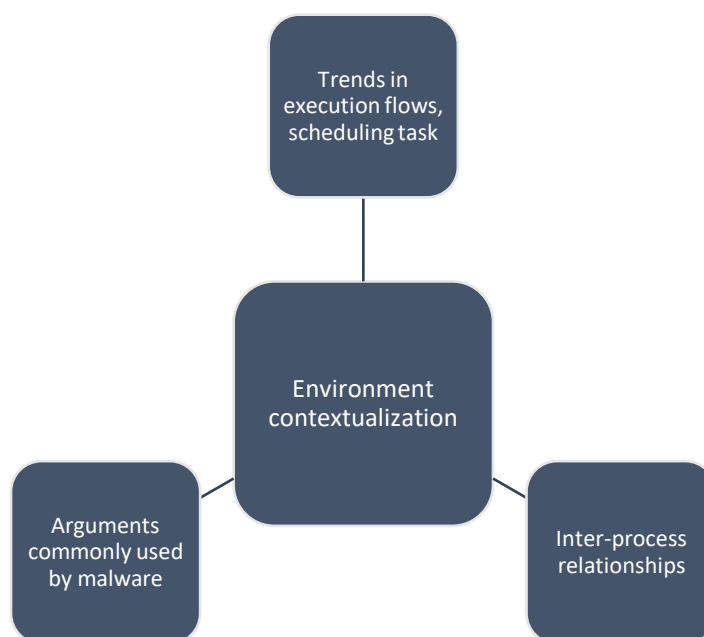 Trends in
execution flows,
scheduling task
Environment
contextualization
Arguments
commonly used
by malware
Inter-process
relationships